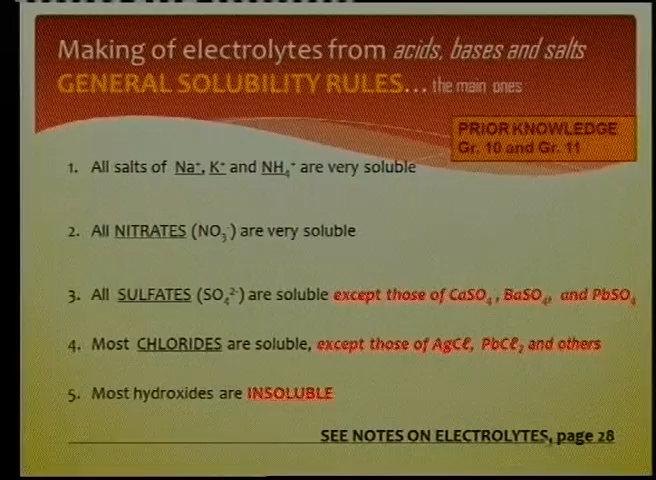 Making of electrolytes from acids, bases and salts
GENERAL SOLUBILITY RULES... the main ones
PRIOR KNOWLEDGE
Gr. 10 and Gr. 11
1. All salts of Na⁺, K⁺ and NH₄⁺ are very soluble
2. All NITRATES (NO₃⁻) are very soluble
3. All SULFATES (SO₄²⁻) are soluble except those of CaSO₄, BaSO₄, and PbSO₄
4. Most CHLORIDES are soluble, except those of AgCℓ, PbCℓ₂ and others
5. Most hydroxides are INSOLUBLE
SEE NOTES ON ELECTROLYTES, page 28